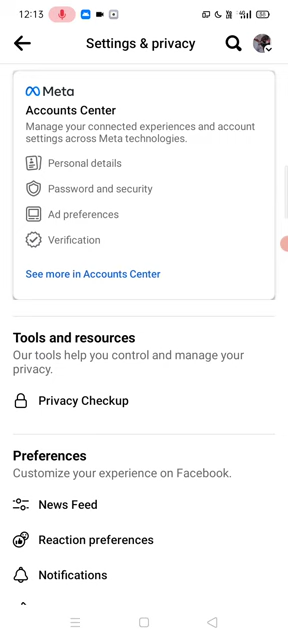 12:13
Settings & privacy
Meta
Accounts Center
Manage your connected experiences and account
settings across Meta technologies.
Personal details
Password and security
Ad preferences
Verification
See more in Accounts Center
Tools and resources
Our tools help you control and manage your
privacy.
Privacy Checkup
Preferences
Customize your experience on Facebook.
News Feed
Reaction preferences
Notifications